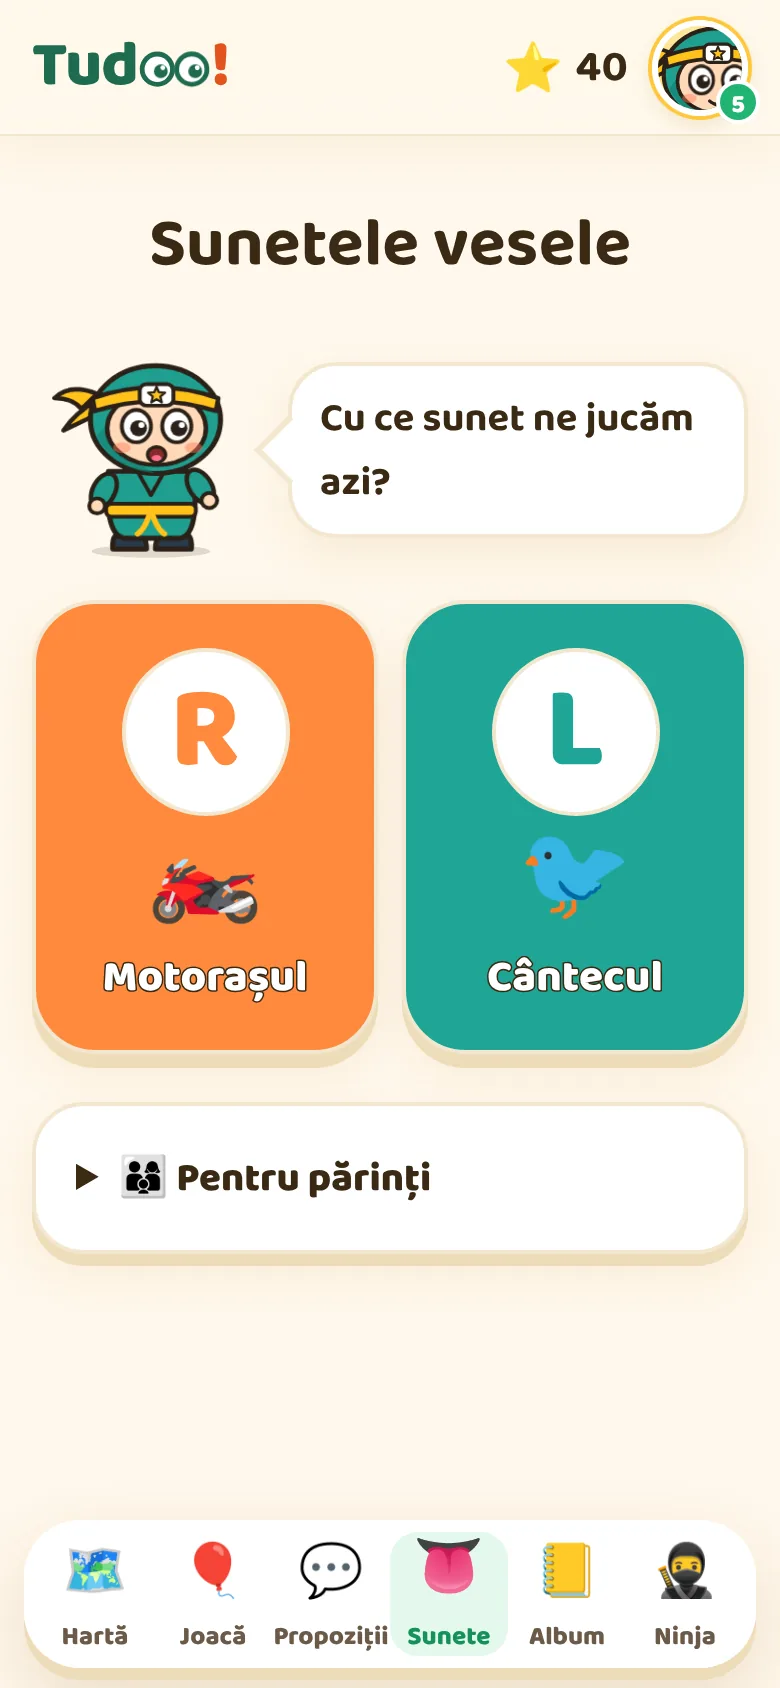 Tudoo!
40
5
Sunetele vesele
Cu ce sunet ne jucăm
azi?
R
L
Motorașul
Cântecul
Pentru părinți
Hartă
Joacă
Propoziții
Sunete
Album
Ninja